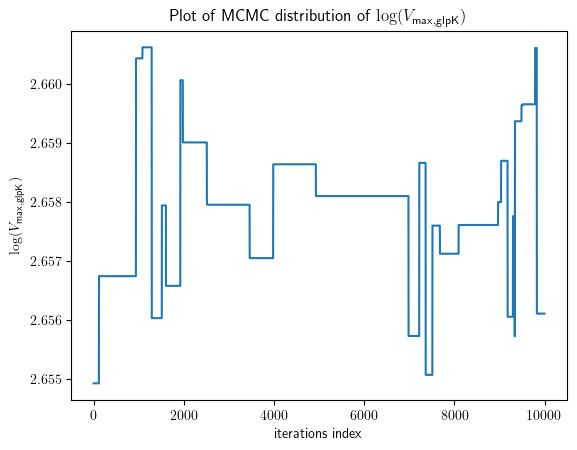 Plot of MCMC distribution of log(V_max,glpK)
log(V_max,glpK)
2.660
2.659
2.658
2.657
2.656
2.655
0 2000 4000 6000 8000 10000
iterations index